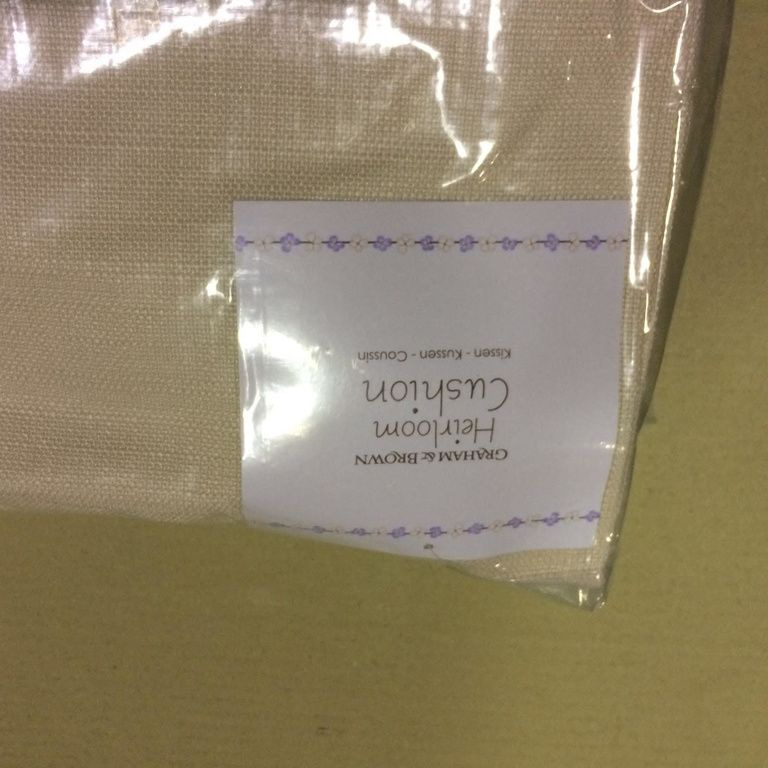 GRAHAM & BROWN
Heirloom
Cushion
Kissen - Kussen - Coussin